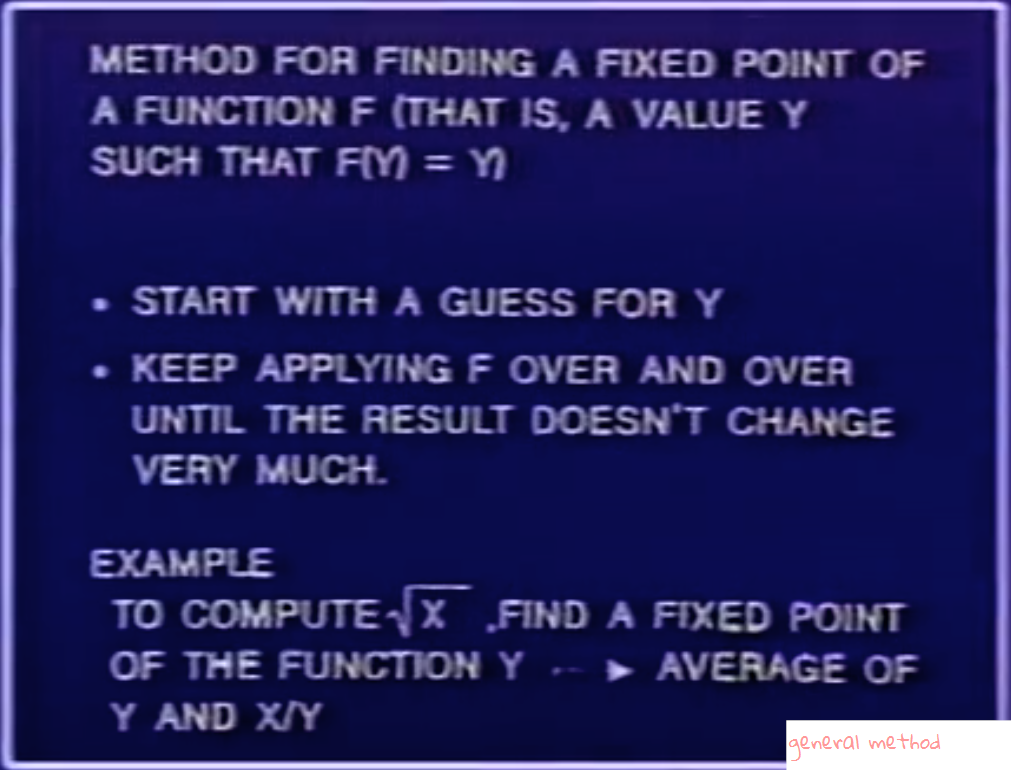 METHOD FOR FINDING A FIXED POINT OF
A FUNCTION F (THAT IS, A VALUE Y
SUCH THAT F(Y) = Y)
• START WITH A GUESS FOR Y
• KEEP APPLYING F OVER AND OVER
UNTIL THE RESULT DOESN'T CHANGE
VERY MUCH.
EXAMPLE
TO COMPUTE √X ,FIND A FIXED POINT
OF THE FUNCTION Y --► AVERAGE OF
Y AND X/Y
general method